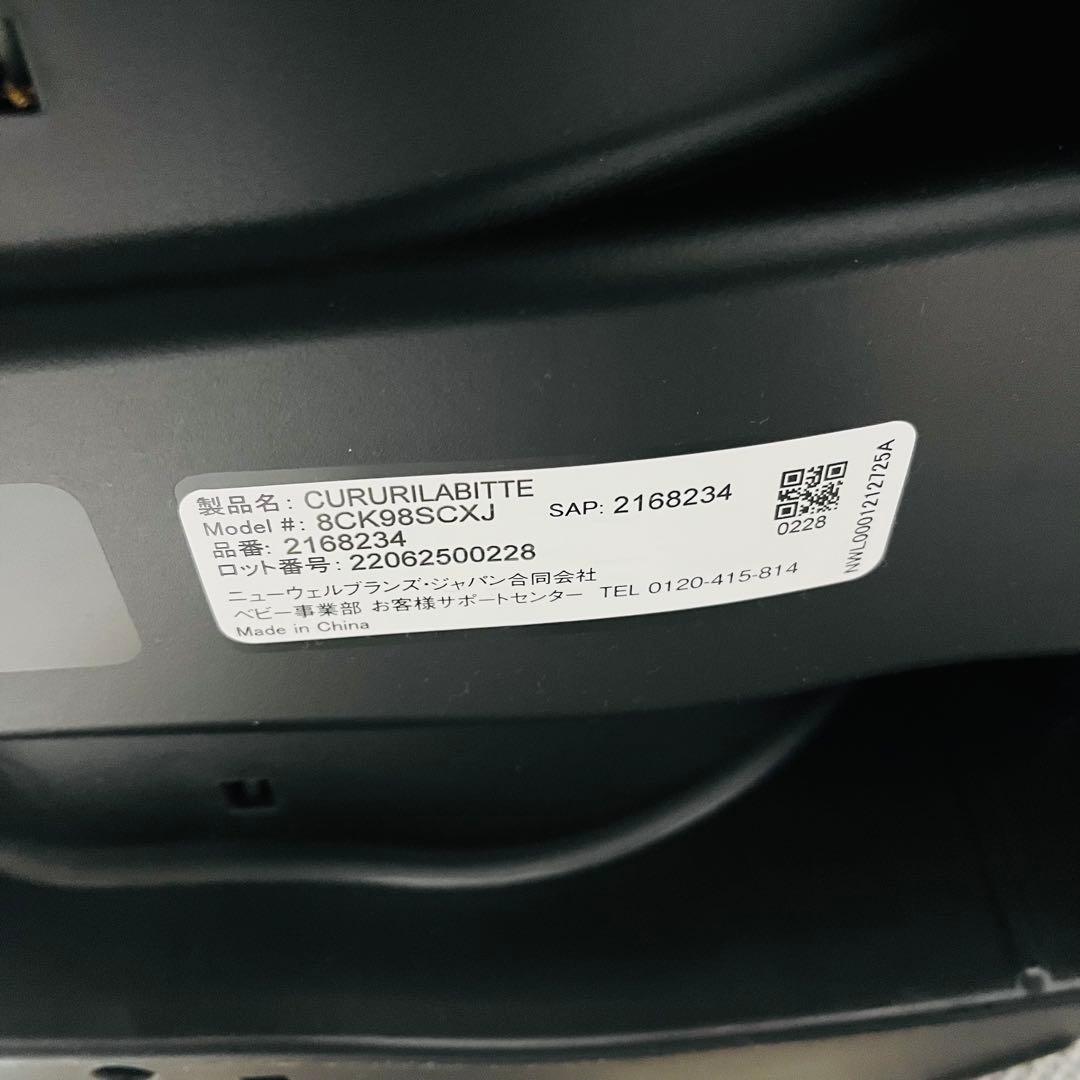 製品名: CURURILABITTE
Model #: 8CK98SCXJ
SAP: 2168234
品番: 2168234
ロット番号: 22062500228
ニューウェルブランズ・ジャパン合同会社
ベビー事業部 お客様サポートセンター TEL 0120-415-814
Made in China
0228
NWL0001212725A